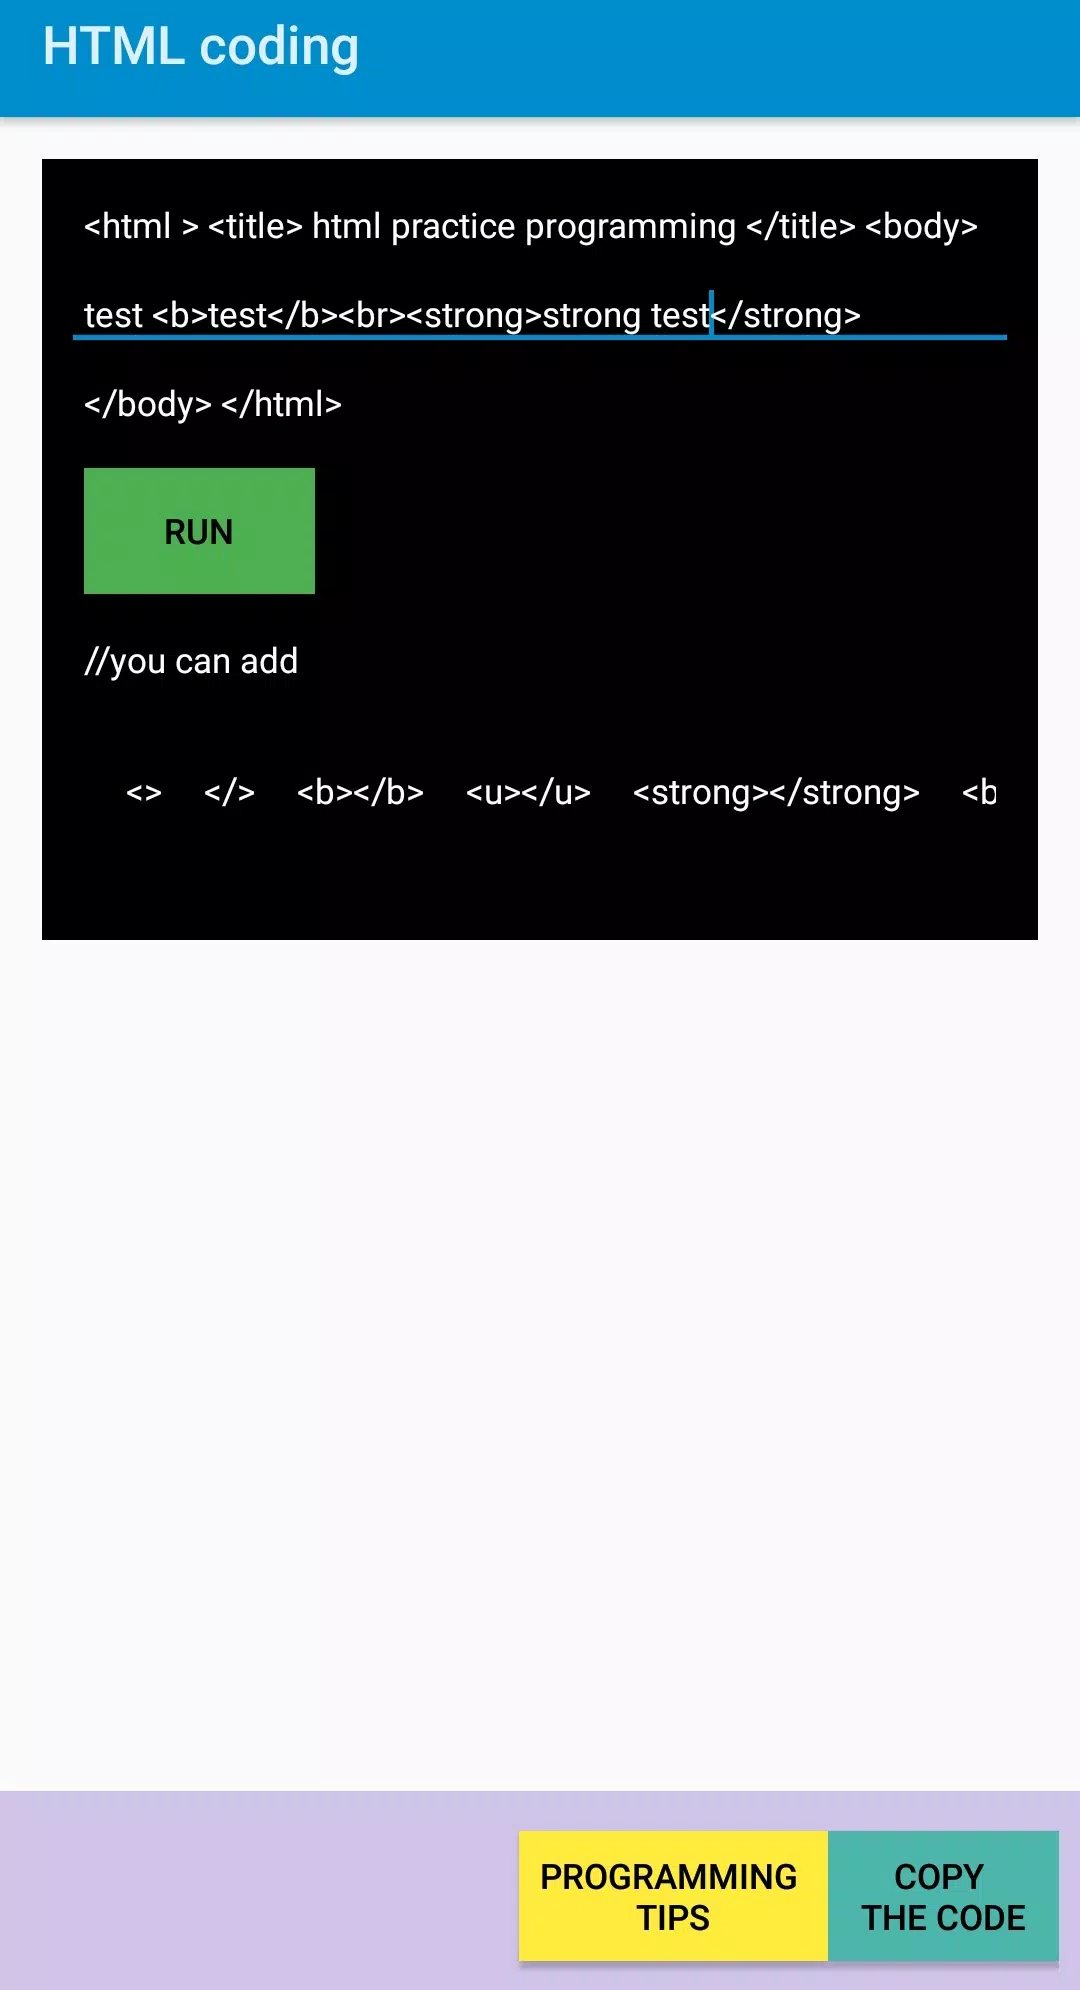 HTML coding
<html > <title> html practice programming </title> <body>
test <b>test</b><br><strong>strong test</strong>
</body> </html>
RUN
//you can add
<> </> <b></b> <u></u> <strong></strong> <b
PROGRAMMING
TIPS
COPY
THE CODE